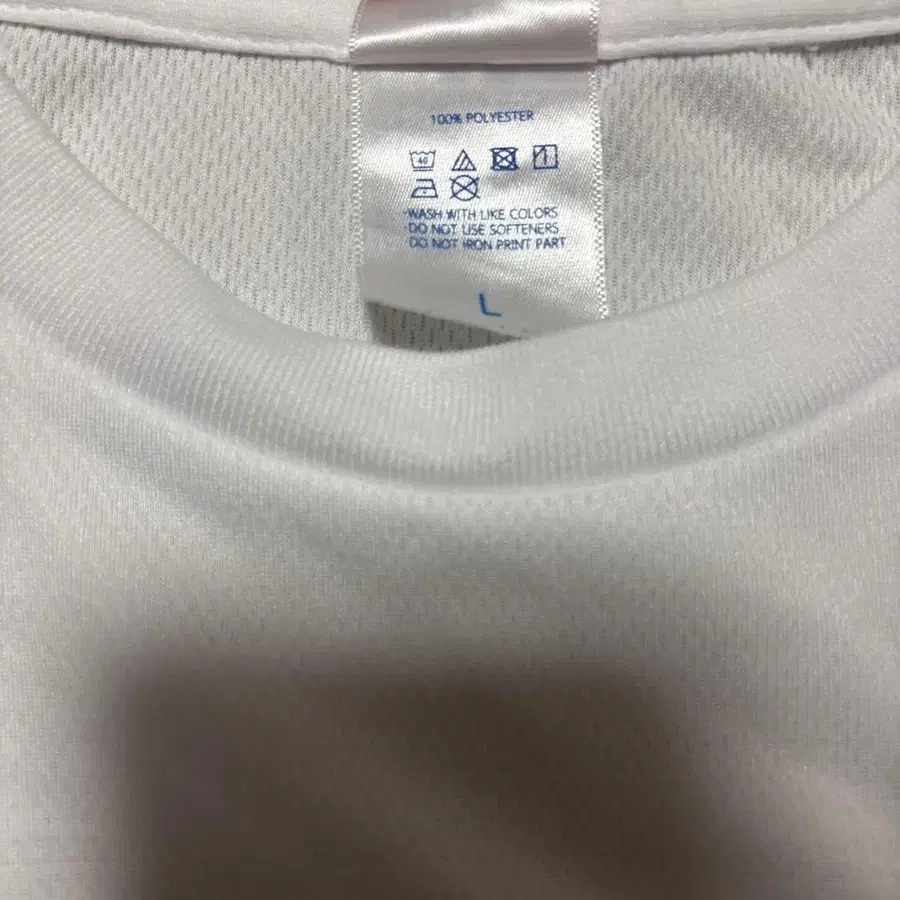 100% POLYESTER
40
·WASH WITH LIKE COLORS
·DO NOT USE SOFTENERS
·DO NOT IRON PRINT PART
L